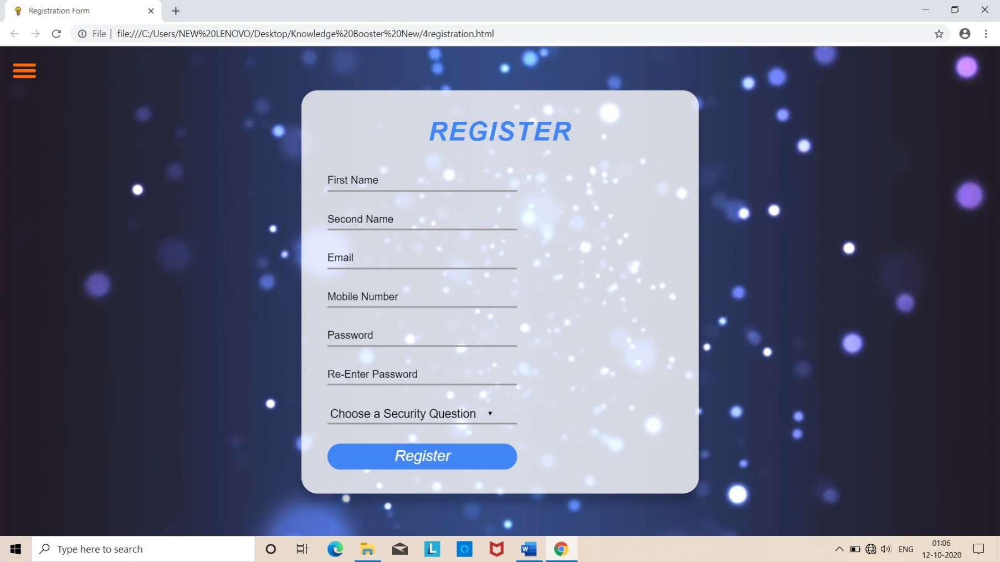 Registration Form
File | file:///C:/Users/NEW%20LENOVO/Desktop/Knowledge%20Booster%20New/4registration.html
REGISTER
First Name
Second Name
Email
Mobile Number
Password
Re-Enter Password
Choose a Security Question
Register
Type here to search
L
W
ENG
01:06
12-10-2020